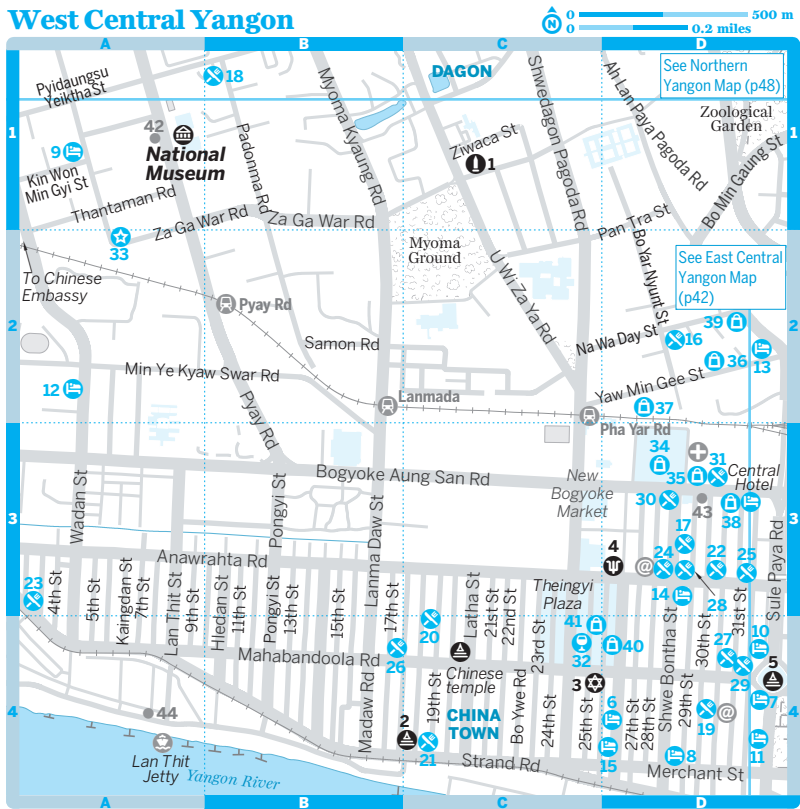 West Central Yangon
N
0
500 m
0
0.2 miles
A
B
C
D
DAGON
See Northern
Yangon Map (p48)
Pyidaungsu
Yeiktha St
18
Myoma Kyaung Rd
Shwedagon Pagoda Rd
Ah Lan Paya Pagoda Rd
Zoological
Garden
1
42
National
Museum
Padonma Rd
Ziwaca St
1
1
9
Kin Won
Min Gyi St
Bo Min Gaung St
Thantaman Rd
Za Ga War Rd
Za Ga War Rd
Pan Tra St
33
Myoma
Ground
U Wi Za Ya Rd
Bo Yar Nyunt St
See East Central
Yangon Map
(p42)
To Chinese
Embassy
Pyay Rd
39
2
Samon Rd
Na Wa Day St
16
2
36
13
Min Ye Kyaw Swar Rd
12
Lanmada
Yaw Min Gee St
37
Pyay Rd
Pha Yar Rd
34
31
Bogyoke Aung San Rd
35
Central
Hotel
New
Bogyoke
Market
30
43
38
3
Wadan St
Pongyi St
Lanma Daw St
3
17
Sule Paya Rd
4
Anawrahta Rd
@
24
22
25
23
4th St
5th St
Kaingdan St
7th St
Lan Thit St
9th St
Hledan St
11th St
Pongyi St
13th St
15th St
17th St
Latha St
21st St
22nd St
Theingyi
Plaza
14
28
31st St
20
23rd St
41
32
40
Shwe Bontha St
30th St
27
10
Mahabandoola Rd
26
Chinese
temple
29
5
3
7
4
44
Madaw Rd
2
19th St
CHINA
TOWN
Bo Ywe Rd
24th St
25th St
6
27th St
28th St
29th St
19
@
4
Lan Thit
Jetty
Yangon River
21
Strand Rd
15
8
11
Merchant St
A
B
C
D